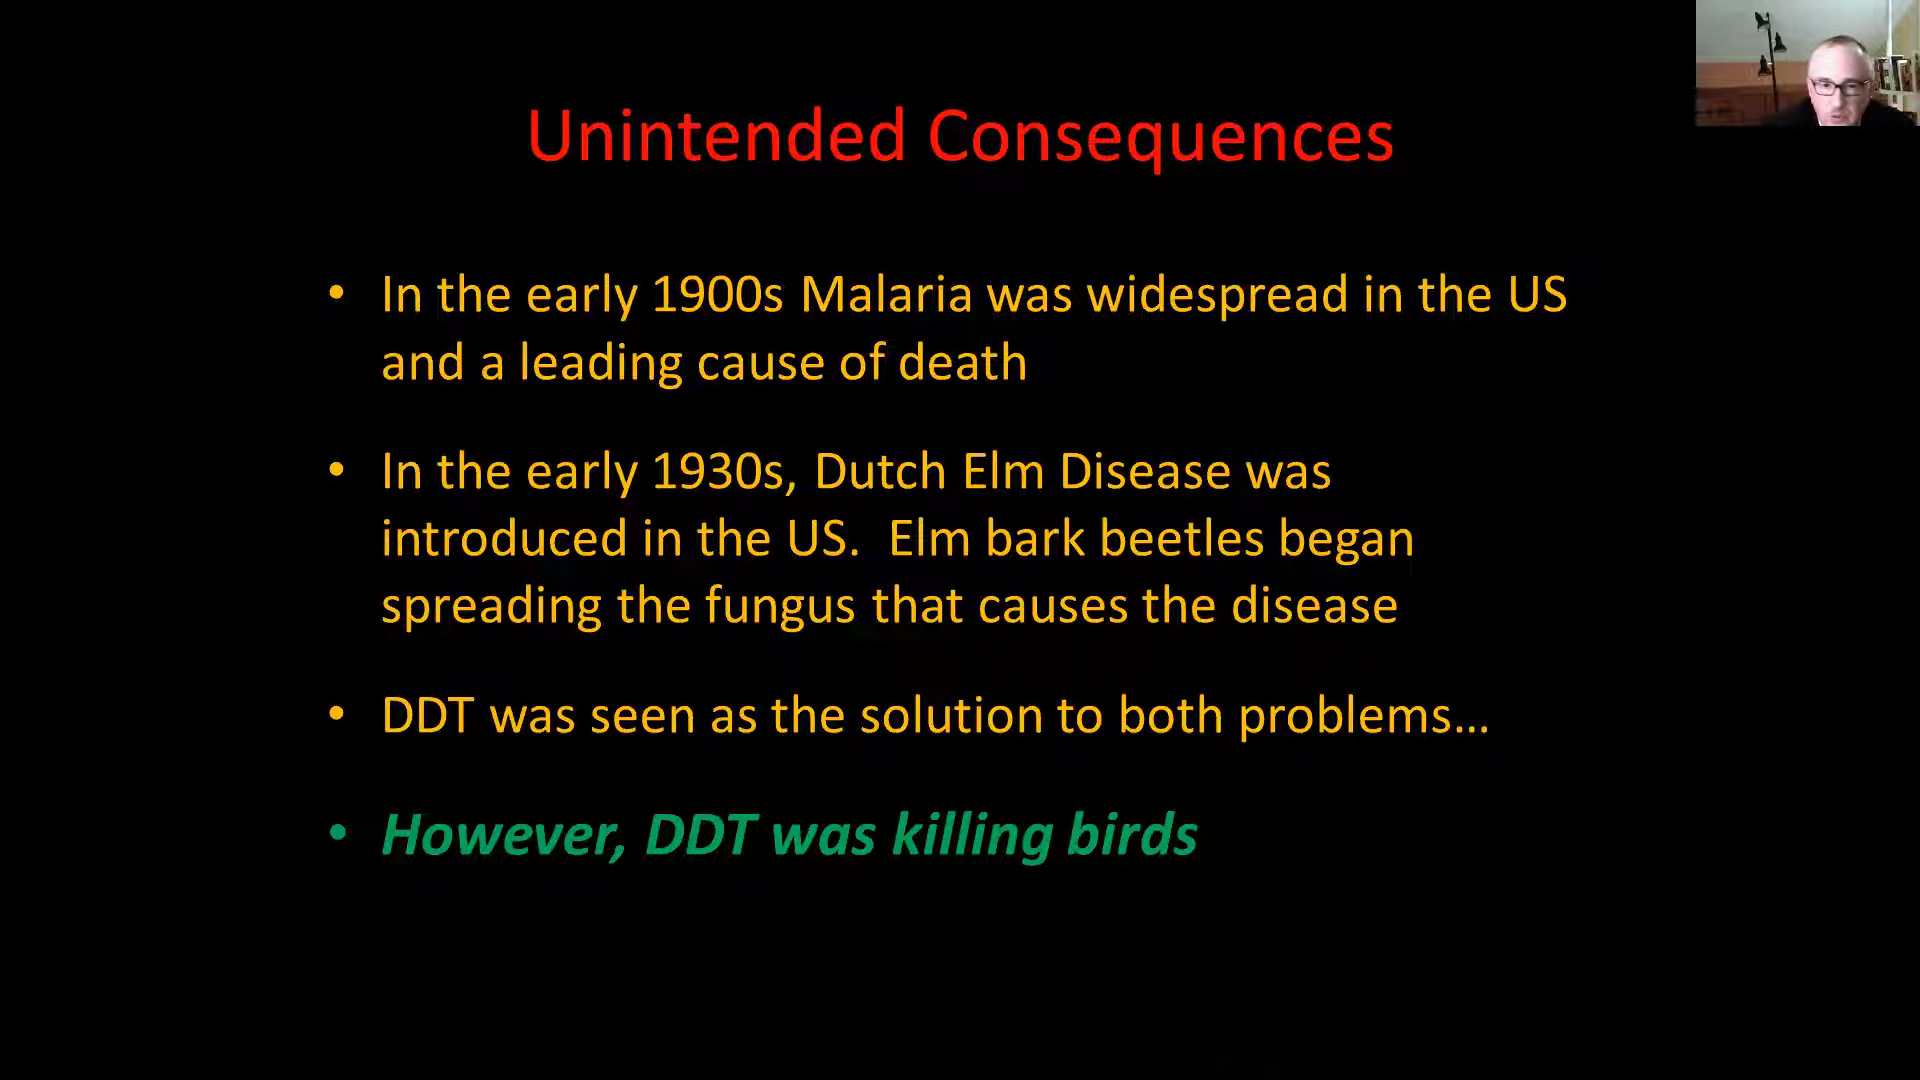 Unintended Consequences
• In the early 1900s Malaria was widespread in the US
and a leading cause of death
• In the early 1930s, Dutch Elm Disease was
introduced in the US.  Elm bark beetles began
spreading the fungus that causes the disease
• DDT was seen as the solution to both problems…
• However, DDT was killing birds